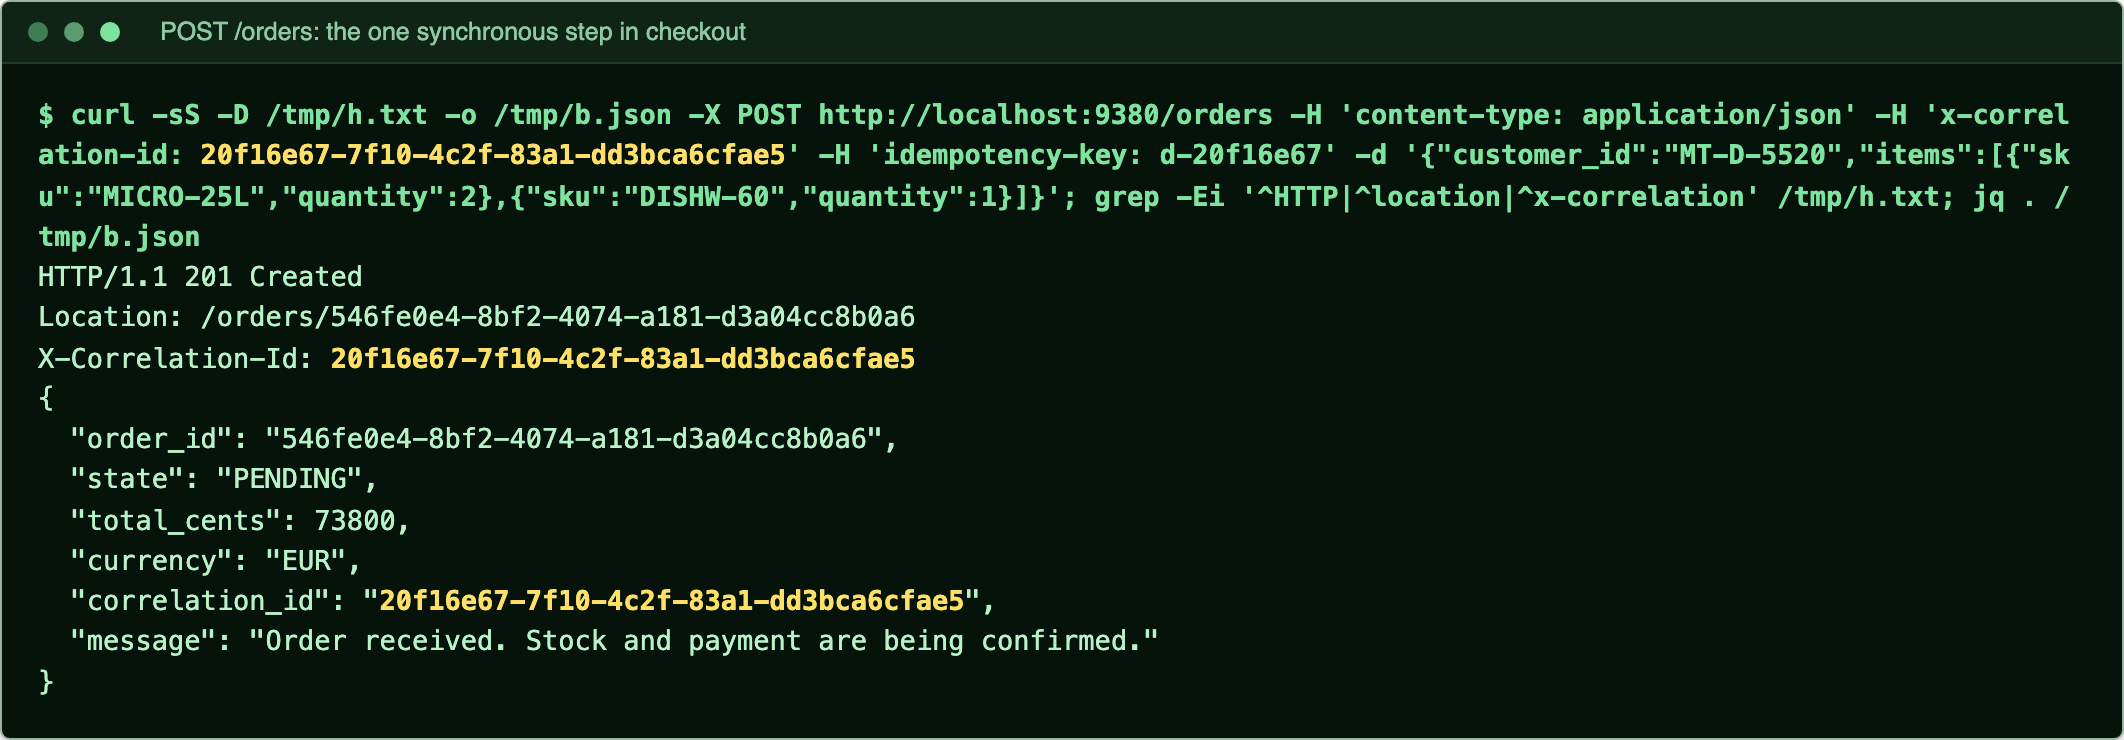 POST /orders: the one synchronous step in checkout
$ curl -sS -D /tmp/h.txt -o /tmp/b.json -X POST http://localhost:9380/orders -H 'content-type: application/json' -H 'x-correl
ation-id: 20f16e67-7f10-4c2f-83a1-dd3bca6cfae5' -H 'idempotency-key: d-20f16e67' -d '{"customer_id":"MT-D-5520","items":[{"sk
u":"MICRO-25L","quantity":2},{"sku":"DISHW-60","quantity":1}]}'; grep -Ei '^HTTP|^location|^x-correlation' /tmp/h.txt; jq . /
tmp/b.json
HTTP/1.1 201 Created
Location: /orders/546fe0e4-8bf2-4074-a181-d3a04cc8b0a6
X-Correlation-Id: 20f16e67-7f10-4c2f-83a1-dd3bca6cfae5
{
  "order_id": "546fe0e4-8bf2-4074-a181-d3a04cc8b0a6",
  "state": "PENDING",
  "total_cents": 73800,
  "currency": "EUR",
  "correlation_id": "20f16e67-7f10-4c2f-83a1-dd3bca6cfae5",
  "message": "Order received. Stock and payment are being confirmed."
}